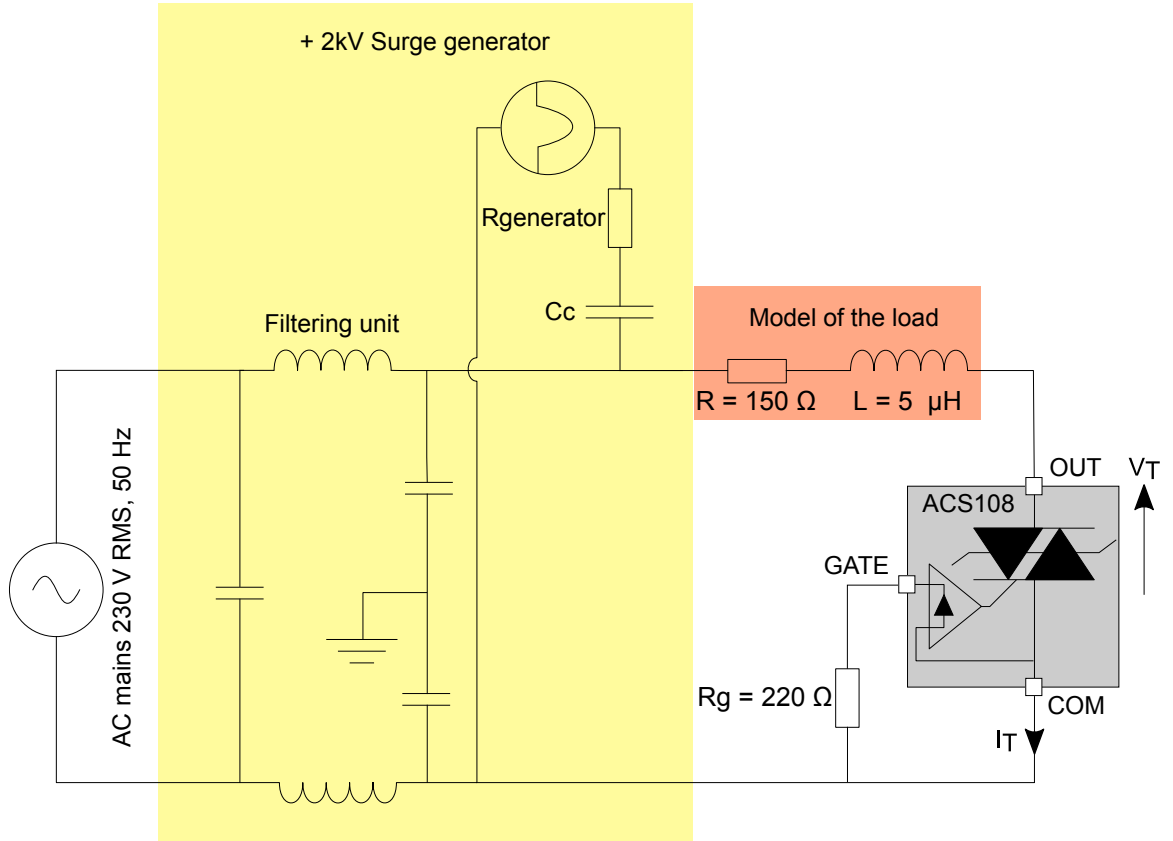 + 2kV Surge generator
Rgenerator
Cc
Filtering unit
Model of the load
R = 150 Ω
L = 5 µH
AC mains 230 V RMS, 50 Hz
OUT
VT
ACS108
GATE
Rg = 220 Ω
COM
IT